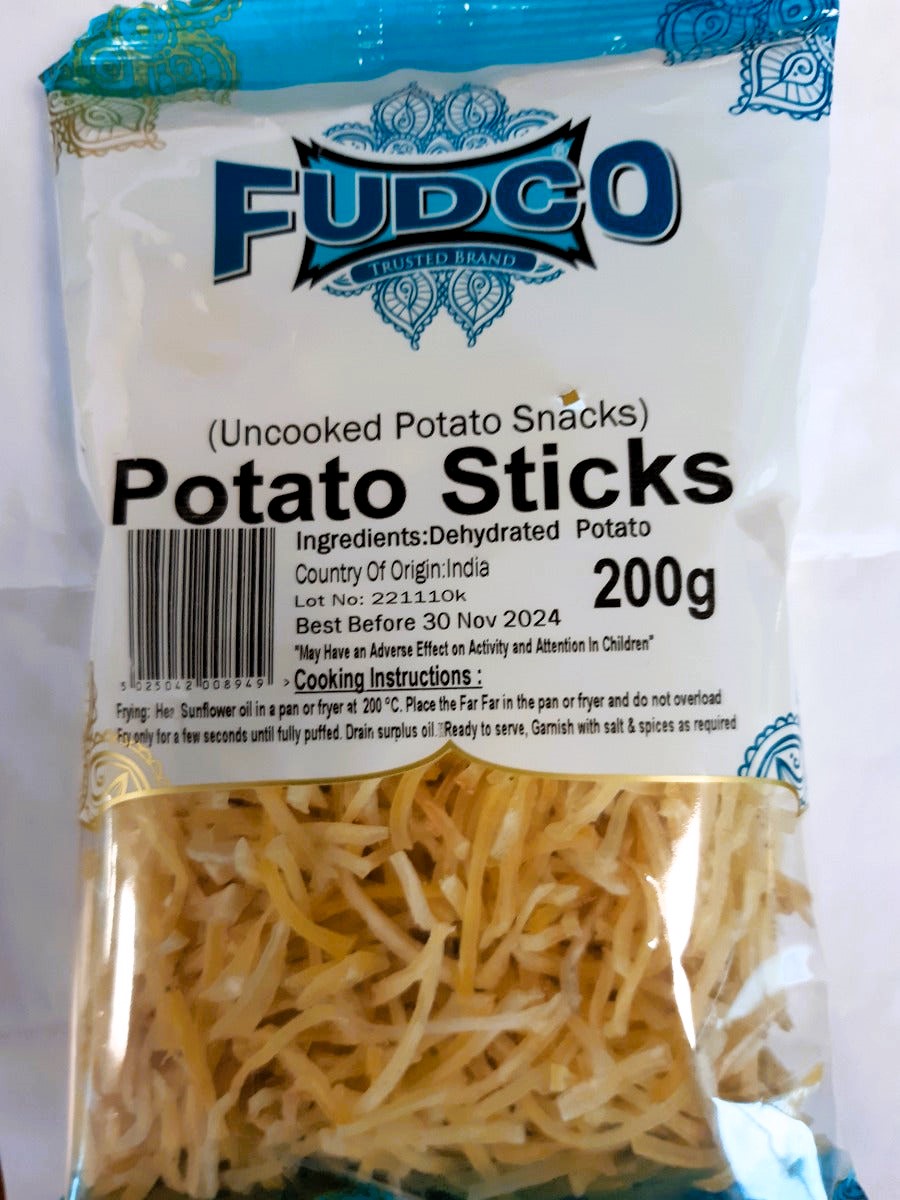 FUDCO
TRUSTED BRAND
(Uncooked Potato Snacks)
Potato Sticks
Ingredients:Dehydrated Potato
Country Of Origin:India
200g
Lot No: 221110k
Best Before 30 Nov 2024
"May Have an Adverse Effect on Activity and Attention In Children"
5 025042 008949 >
Cooking Instructions :
Frying: Sunflower oil in a pan or fryer at 200 °C. Place the Far Far in the pan or fryer and do not overload
Fry only for a few seconds until fully puffed. Drain surplus oil. Ready to serve, Garnish with salt & spices as required